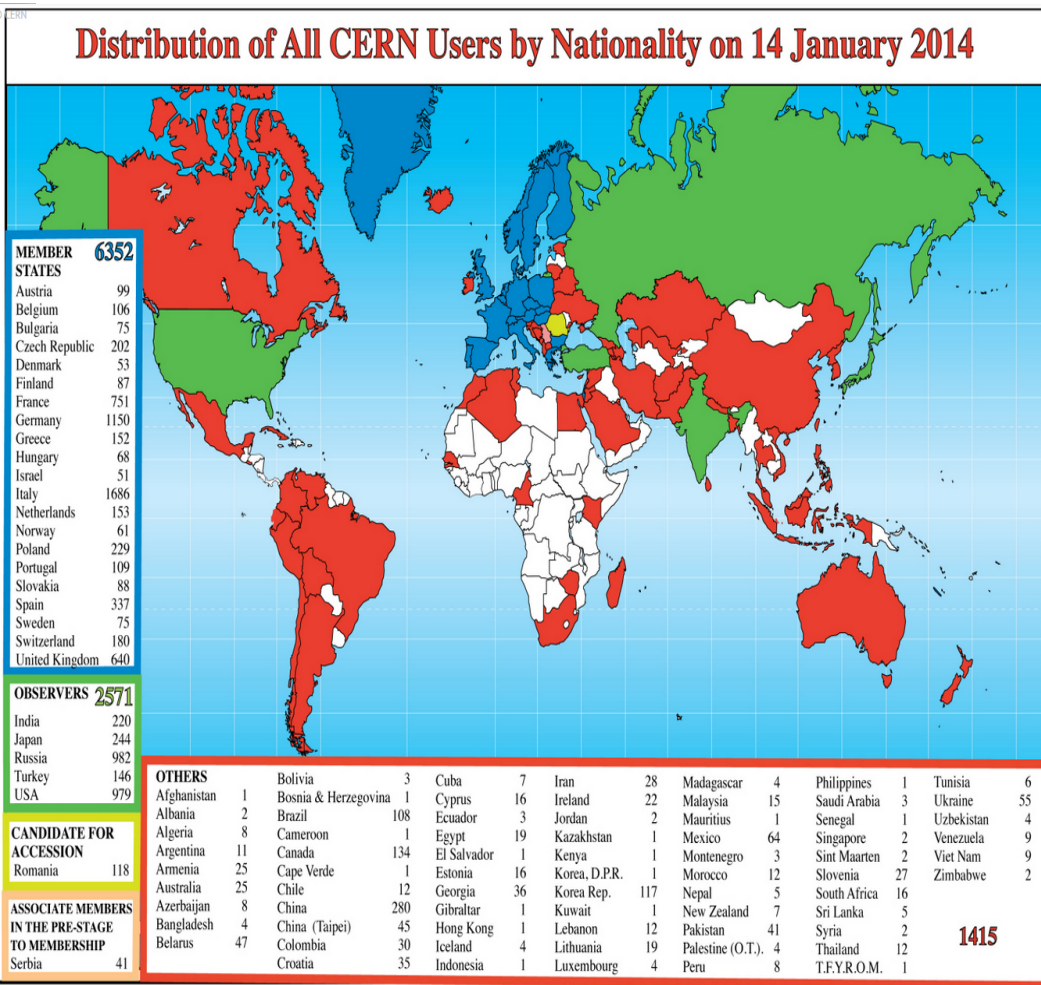 © CERN
Distribution of All CERN Users by Nationality on 14 January 2014
MEMBER STATES 6352
Austria 99
Belgium 106
Bulgaria 75
Czech Republic 202
Denmark 53
Finland 87
France 751
Germany 1150
Greece 152
Hungary 68
Israel 51
Italy 1686
Netherlands 153
Norway 61
Poland 229
Portugal 109
Slovakia 88
Spain 337
Sweden 75
Switzerland 180
United Kingdom 640
OBSERVERS 2571
India 220
Japan 244
Russia 982
Turkey 146
USA 979
CANDIDATE FOR
ACCESSION
Romania 118
ASSOCIATE MEMBERS
IN THE PRE-STAGE
TO MEMBERSHIP
Serbia 41
OTHERS
Afghanistan 1
Albania 2
Algeria 8
Argentina 11
Armenia 25
Australia 25
Azerbaijan 8
Bangladesh 4
Belarus 47
Bolivia 3
Bosnia & Herzegovina 1
Brazil 108
Cameroon 1
Canada 134
Cape Verde 1
Chile 12
China 280
China (Taipei) 45
Colombia 30
Croatia 35
Cuba 7
Cyprus 16
Ecuador 3
Egypt 19
El Salvador 1
Estonia 16
Georgia 36
Gibraltar 1
Hong Kong 1
Iceland 4
Indonesia 1
Iran 28
Ireland 22
Jordan 2
Kazakhstan 1
Kenya 1
Korea, D.P.R. 1
Korea Rep. 117
Kuwait 1
Lebanon 12
Lithuania 19
Luxembourg 4
Madagascar 4
Malaysia 15
Mauritius 1
Mexico 64
Montenegro 3
Morocco 12
Nepal 5
New Zealand 7
Pakistan 41
Palestine (O.T.). 4
Peru 8
Philippines 1
Saudi Arabia 3
Senegal 1
Singapore 2
Sint Maarten 2
Slovenia 27
South Africa 16
Sri Lanka 5
Syria 2
Thailand 12
T.F.Y.R.O.M. 1
Tunisia 6
Ukraine 55
Uzbekistan 4
Venezuela 9
Viet Nam 9
Zimbabwe 2
1415